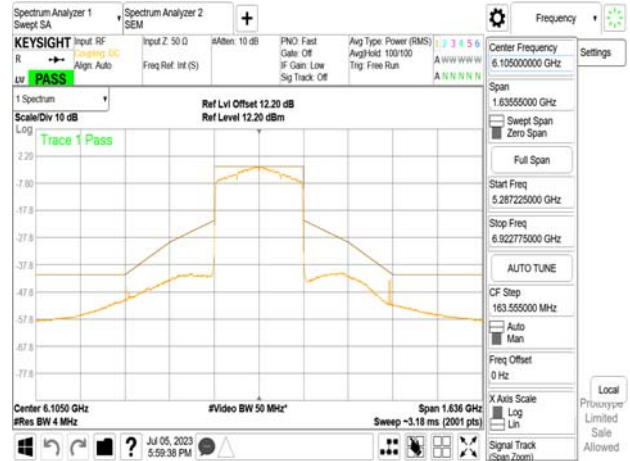 Spectrum Analyzer 1
Swept SA
Spectrum Analyzer 2
SEM
Frequency
KEYSIGHT
R
LV PASS
Input: RF
Coupling: DC
Align: Auto
Input Z: 50 Ω
Freq Ref: Int (S)
#Atten: 10 dB
PNO: Fast
Gate: Off
IF Gain: Low
Sig Track: Off
Avg Type: Power (RMS)
Avg|Hold: 100/100
Trig: Free Run
1 2 3 4 5 6
A W W W W W
A N N N N N
1 Spectrum
Scale/Div 10 dB
Log
Ref Lvl Offset 12.20 dB
Ref Level 12.20 dBm
Trace 1 Pass
2.20
-7.80
-17.8
-27.8
-37.8
-47.8
-57.8
-67.8
-77.8
Center 6.1050 GHz
#Res BW 4 MHz
#Video BW 50 MHz*
Span 1.636 GHz
Sweep ~3.18 ms (2001 pts)
Center Frequency
6.105000000 GHz
Settings
Span
1.63555000 GHz
Swept Span
Zero Span
Full Span
Start Freq
5.287225000 GHz
Stop Freq
6.922775000 GHz
AUTO TUNE
CF Step
163.555000 MHz
Auto
Man
Freq Offset
0 Hz
X Axis Scale
Log
Lin
Signal Track
(Span Zoom)
Local
Prototype
Limited
Sale
Allowed
?
Jul 05, 2023
5:59:38 PM